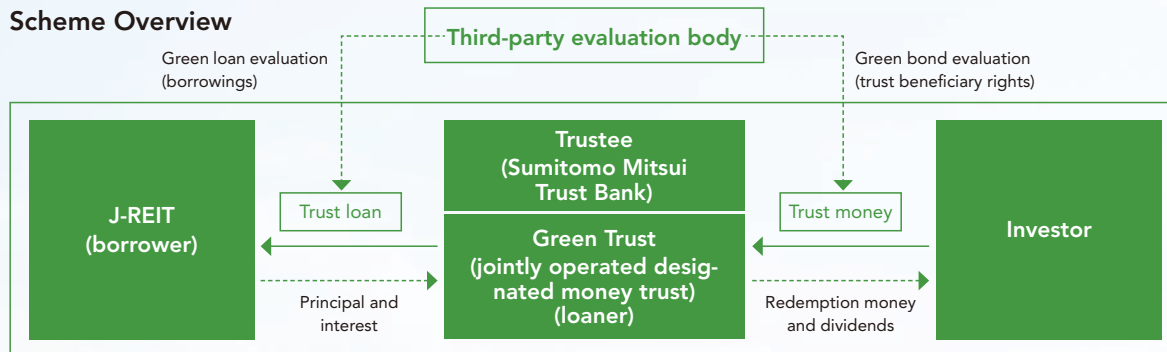 Scheme Overview
Third-party evaluation body
Green loan evaluation
(borrowings)
Green bond evaluation
(trust beneficiary rights)
J-REIT
(borrower)
Trust loan
Principal and
interest
Trustee
(Sumitomo Mitsui
Trust Bank)
Green Trust
(jointly operated desig-
nated money trust)
(loaner)
Trust money
Redemption money
and dividends
Investor